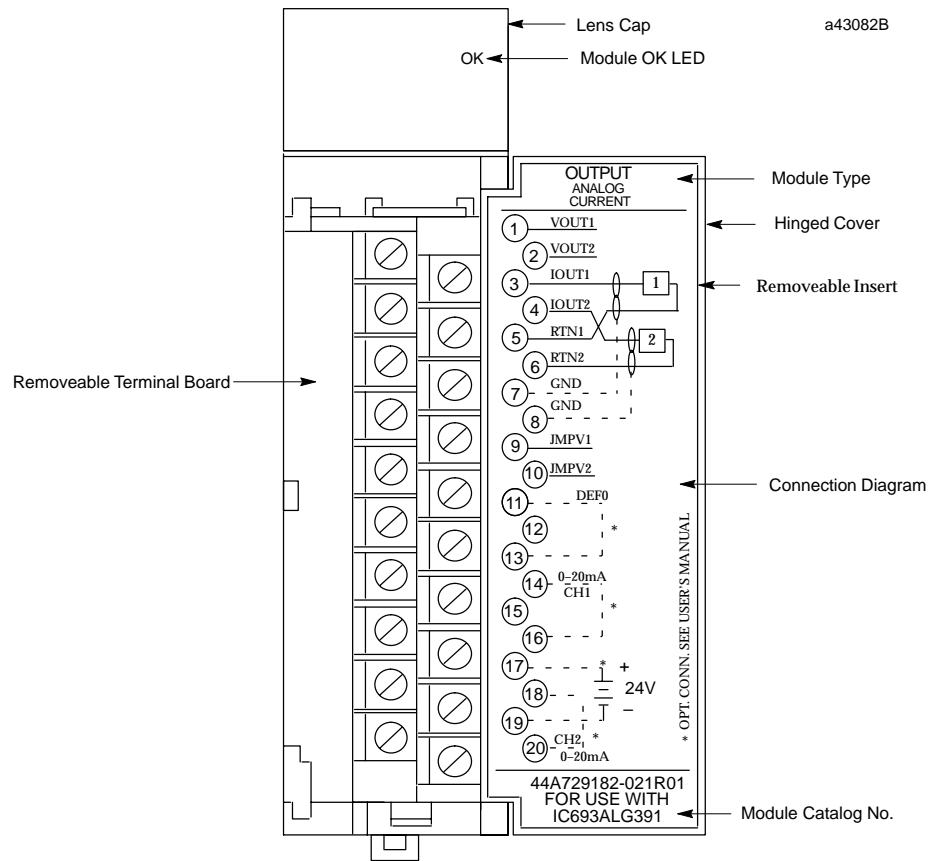 Lens Cap
a43082B
OK
Module OK LED
OUTPUT
ANALOG
CURRENT
Module Type
Hinged Cover
1 VOUT1
2 VOUT2
3 IOUT1
1
Removeable Insert
4 IOUT2
5 RTN1
2
6 RTN2
7 GND
Removeable Terminal Board
8 GND
9 JMPV1
10 JMPV2
Connection Diagram
11 DEF0
12 *
13
14 0–20mA
CH1
15 *
16
17 * +
18 24V
19 –
20 CH2 *
0–20mA
* OPT. CONN. SEE USER'S MANUAL
44A729182-021R01
FOR USE WITH
IC693ALG391
Module Catalog No.